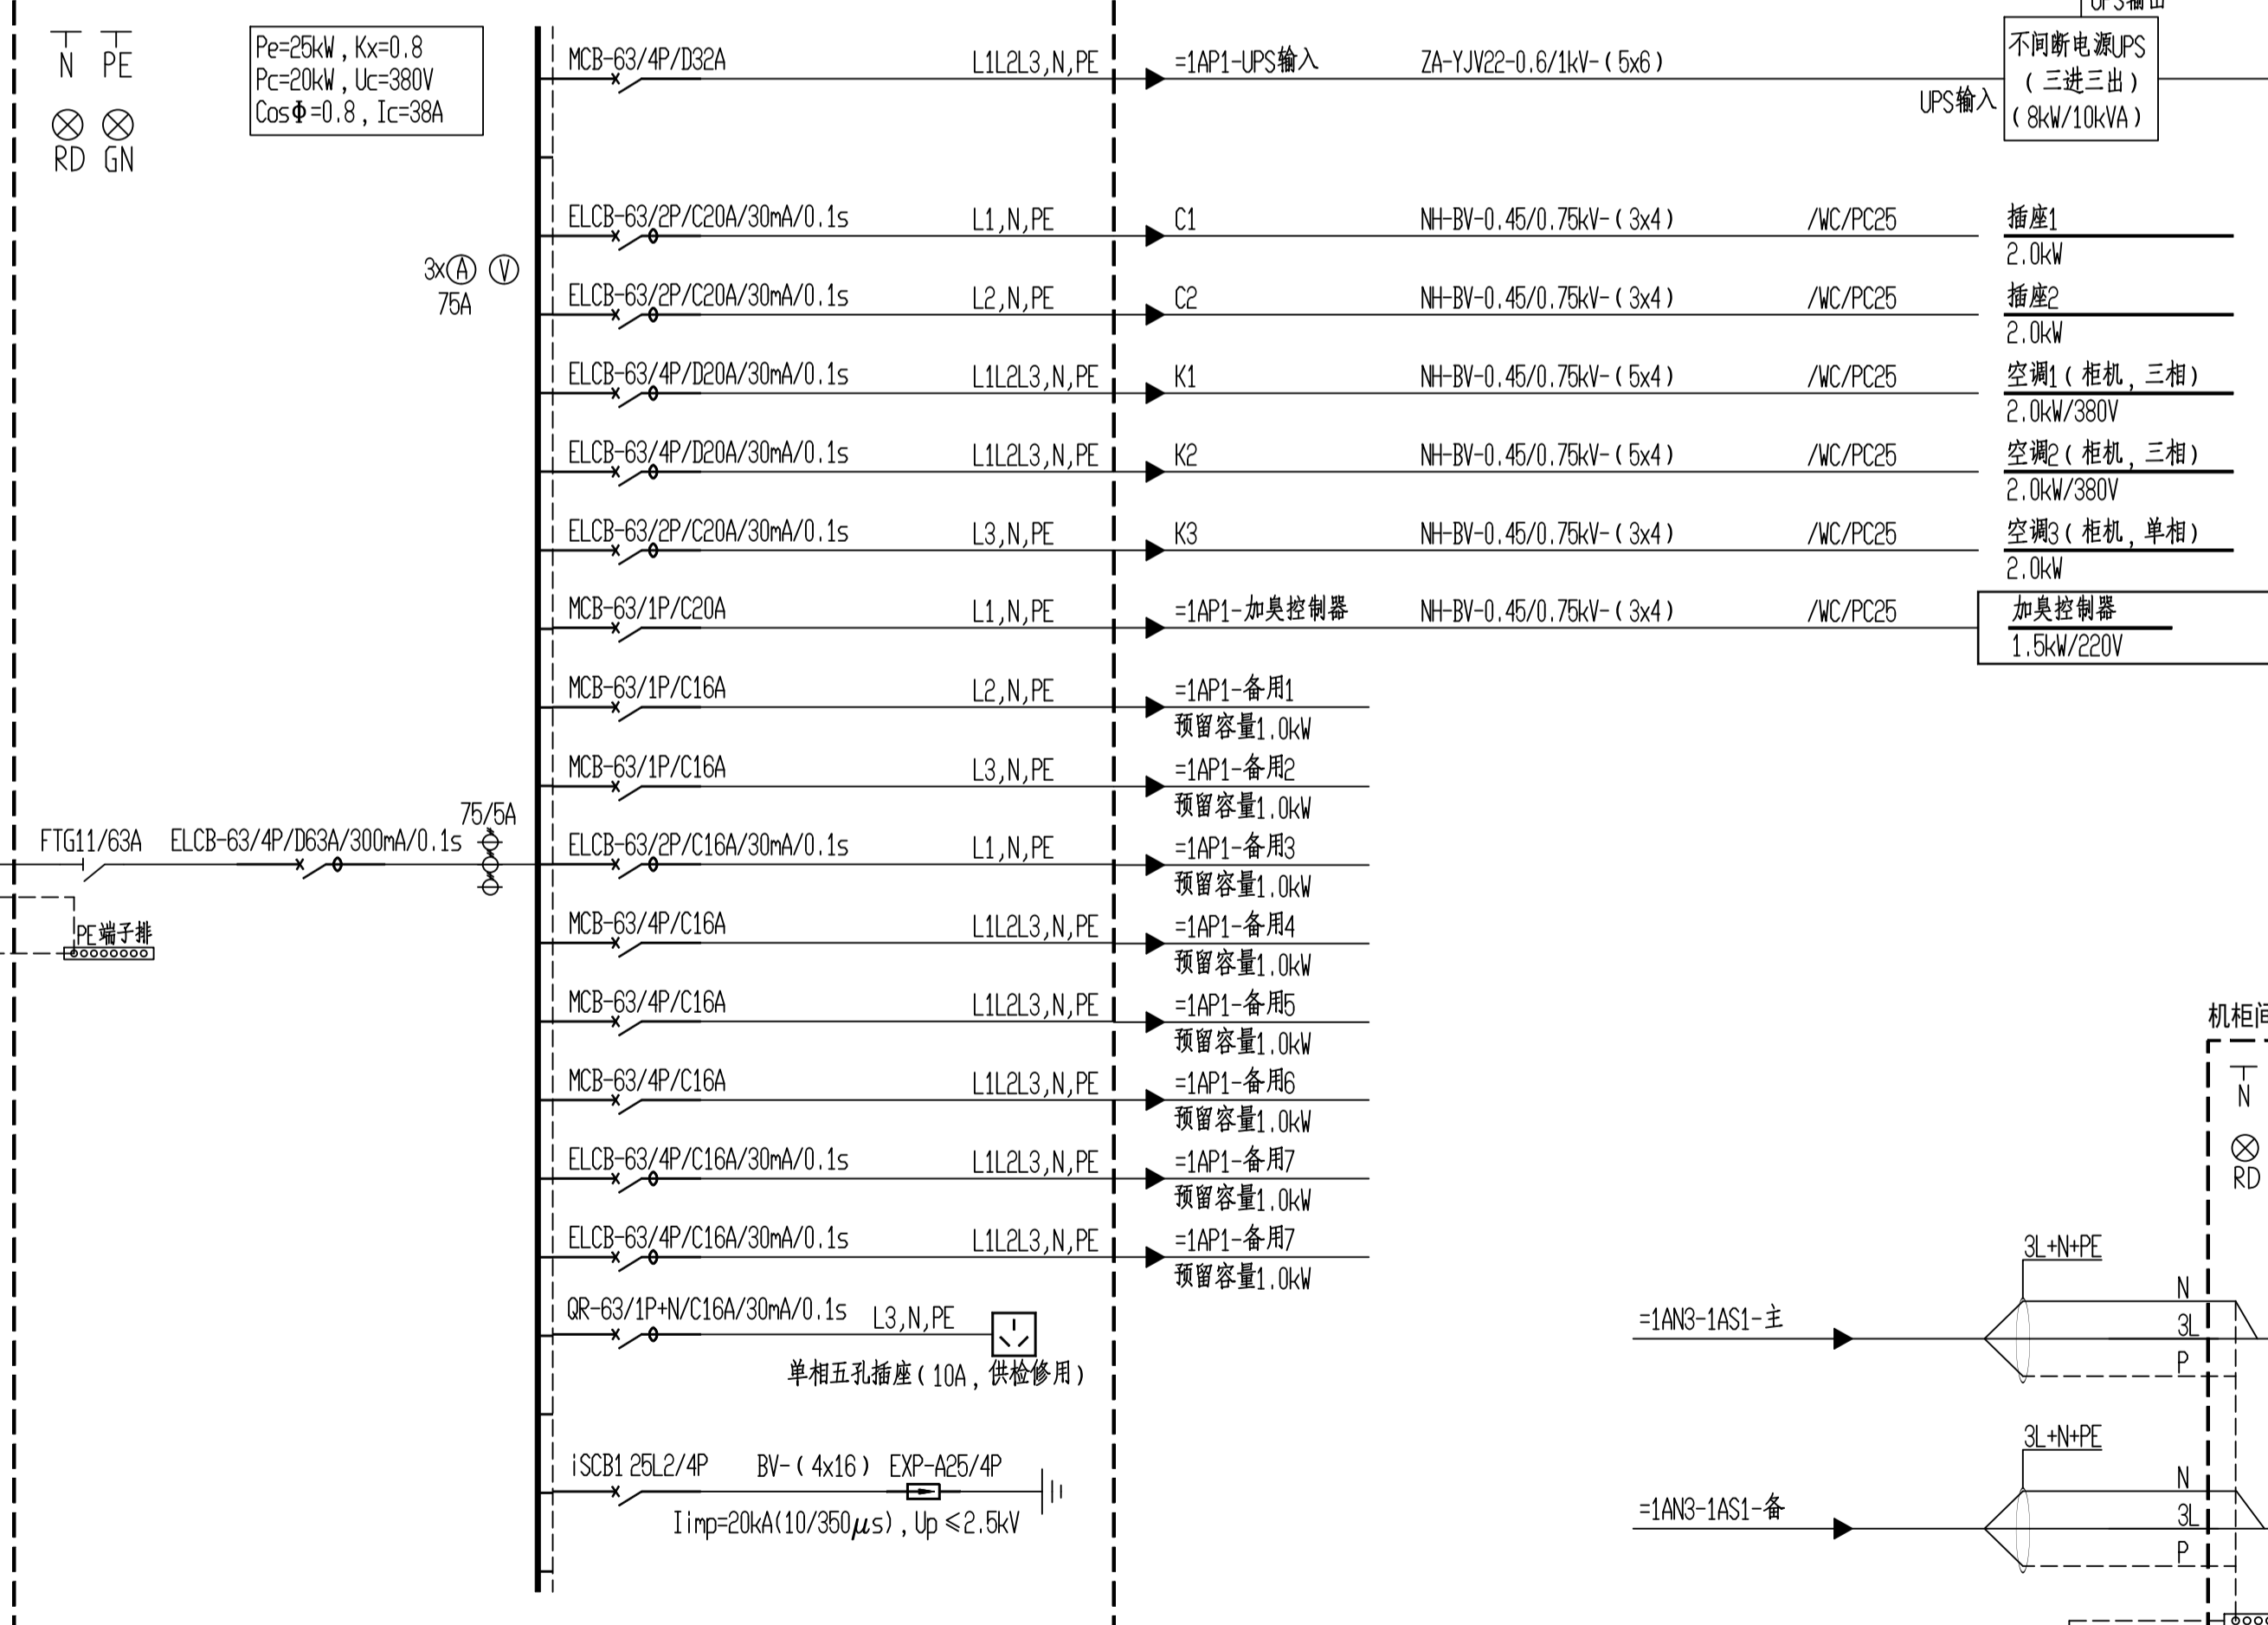 UPS输出
N PE
RD GN
Pe=25kW, Kx=0.8
Pc=20kW, Uc=380V
CosΦ=0.8, Ic=38A
MCB-63/4P/D32A L1L2L3,N,PE =1AP1-UPS输入 ZA-YJV22-0.6/1kV-(5x6)
UPS输入
不间断电源UPS
(三进三出)
(8kW/10kVA)
ELCB-63/2P/C20A/30mA/0.1s L1,N,PE C1 NH-BV-0.45/0.75kV-(3x4) /WC/PC25 插座1
2.0kW
3x A V
75A
ELCB-63/2P/C20A/30mA/0.1s L2,N,PE C2 NH-BV-0.45/0.75kV-(3x4) /WC/PC25 插座2
2.0kW
ELCB-63/4P/D20A/30mA/0.1s L1L2L3,N,PE K1 NH-BV-0.45/0.75kV-(5x4) /WC/PC25 空调1(柜机,三相)
2.0kW/380V
ELCB-63/4P/D20A/30mA/0.1s L1L2L3,N,PE K2 NH-BV-0.45/0.75kV-(5x4) /WC/PC25 空调2(柜机,三相)
2.0kW/380V
ELCB-63/2P/C20A/30mA/0.1s L3,N,PE K3 NH-BV-0.45/0.75kV-(3x4) /WC/PC25 空调3(柜机,单相)
2.0kW
MCB-63/1P/C20A L1,N,PE =1AP1-加臭控制器 NH-BV-0.45/0.75kV-(3x4) /WC/PC25 加臭控制器
1.5kW/220V
MCB-63/1P/C16A L2,N,PE =1AP1-备用1
预留容量1.0kW
MCB-63/1P/C16A L3,N,PE =1AP1-备用2
预留容量1.0kW
75/5A
FTG11/63A ELCB-63/4P/D63A/300mA/0.1s
ELCB-63/2P/C16A/30mA/0.1s L1,N,PE =1AP1-备用3
预留容量1.0kW
PE端子排
MCB-63/4P/C16A L1L2L3,N,PE =1AP1-备用4
预留容量1.0kW
MCB-63/4P/C16A L1L2L3,N,PE =1AP1-备用5
预留容量1.0kW
机柜间
N
RD
MCB-63/4P/C16A L1L2L3,N,PE =1AP1-备用6
预留容量1.0kW
ELCB-63/4P/C16A/30mA/0.1s L1L2L3,N,PE =1AP1-备用7
预留容量1.0kW
ELCB-63/4P/C16A/30mA/0.1s L1L2L3,N,PE =1AP1-备用7
预留容量1.0kW
QR-63/1P+N/C16A/30mA/0.1s L3,N,PE
单相五孔插座(10A,供检修用)
3L+N+PE
N
=1AN3-1AS1-主 3L
P
iSCB1 25L2/4P BV-(4x16) EXP-A25/4P
Iimp=20kA(10/350μs),Up≤2.5kV
3L+N+PE
N
=1AN3-1AS1-备 3L
P